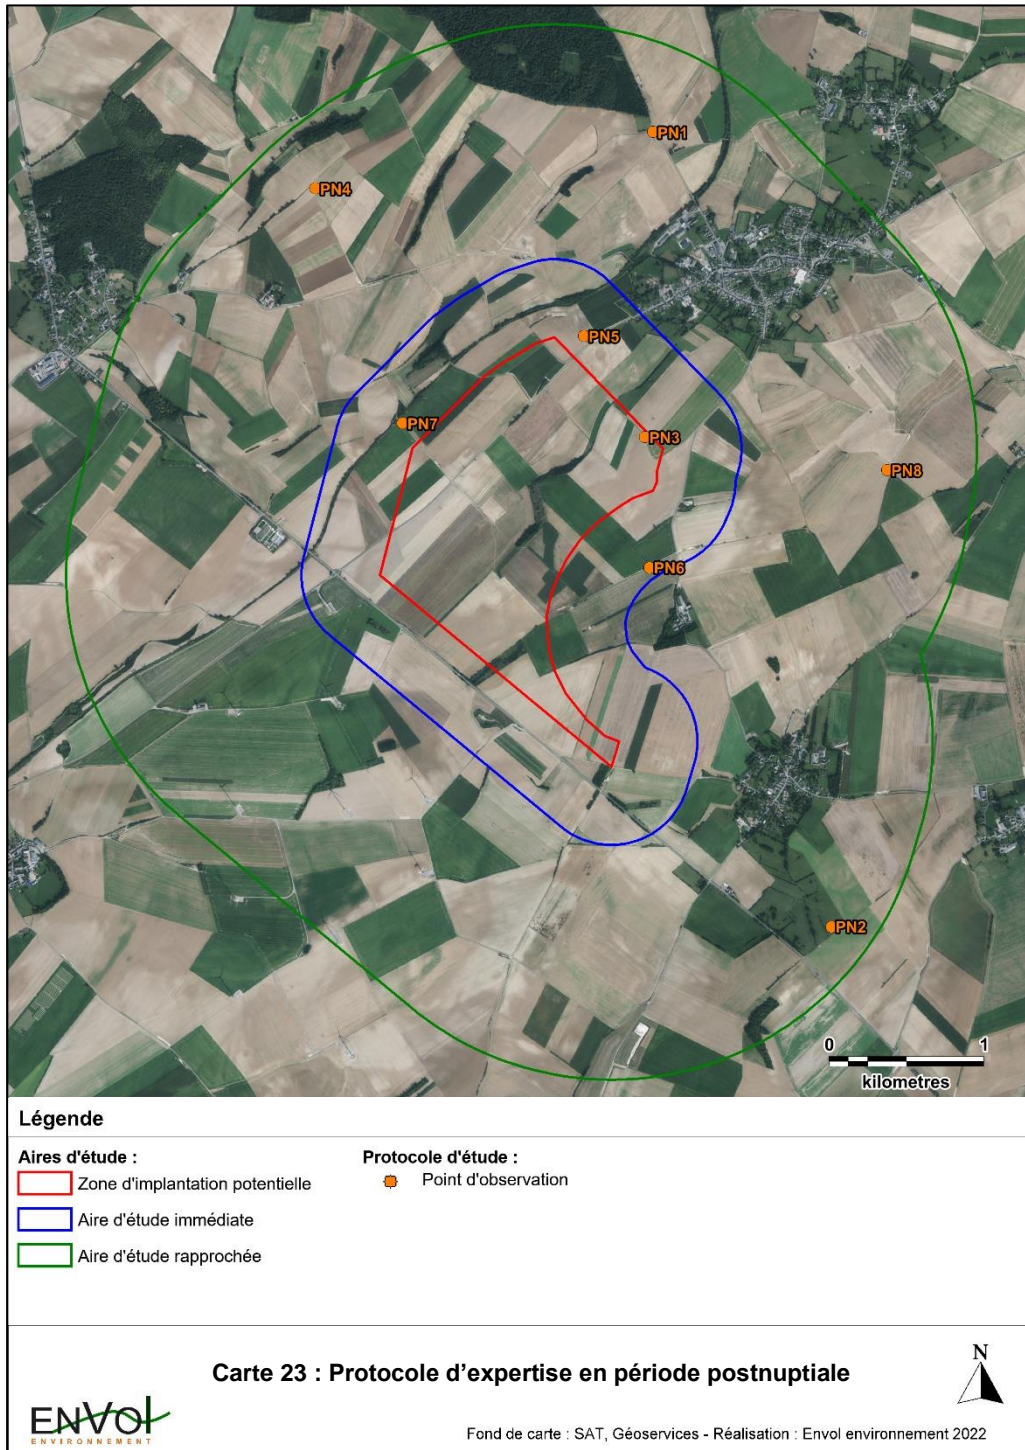 PN1
PN4
PN5
PN7
PN3
PN8
PN6
PN2
0 1
kilometres
Légende
Aires d'étude :
Zone d'implantation potentielle
Aire d'étude immédiate
Aire d'étude rapprochée
Protocole d'étude :
Point d'observation
N
Carte 23 : Protocole d’expertise en période postnuptiale
ENVOl
ENVIRONNEMENT
Fond de carte : SAT, Géoservices - Réalisation : Envol environnement 2022